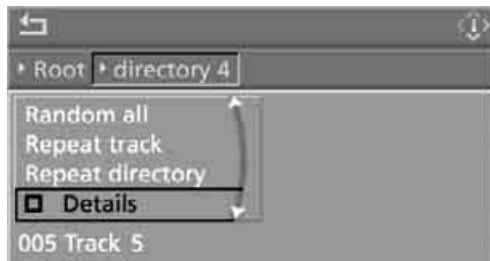 Root directory 4
Random all
Repeat track
Repeat directory
Details
005 Track 5